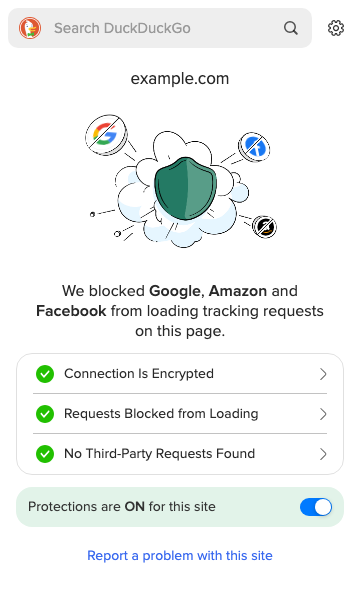 Search DuckDuckGo
example.com
We blocked Google, Amazon and
Facebook from loading tracking requests
on this page.
Connection Is Encrypted
Requests Blocked from Loading
No Third-Party Requests Found
Protections are ON for this site
Report a problem with this site